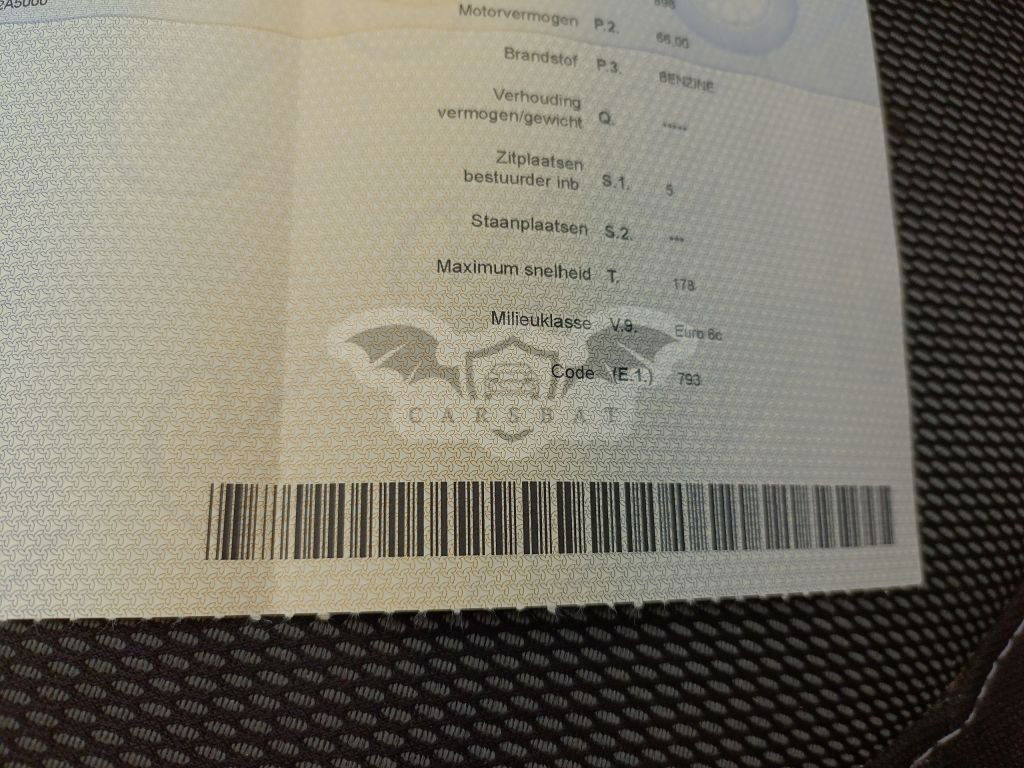 Motorvermogen P.2. 66.00
Brandstof P.3. BENZINE
Verhouding
vermogen/gewicht Q. -----
Zitplaatsen
bestuurder inb S.1. 5
Staanplaatsen S.2. ---
Maximum snelheid T. 178
Milieuklasse V.9. Euro 6c
Code (E.1.) 793
CARSBAT